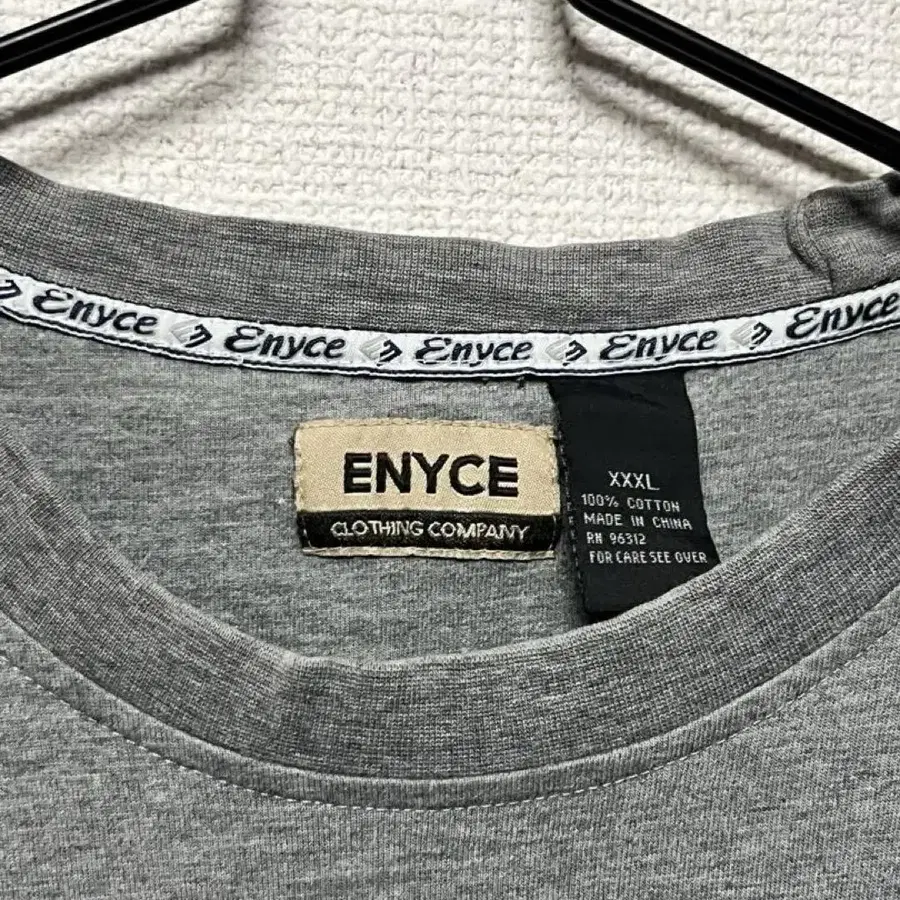 Enyce Enyce Enyce Enyce Enyce
ENYCE
CLOTHING COMPANY
XXXL
100% COTTON
MADE IN CHINA
RN 96312
FOR CARE SEE OVER